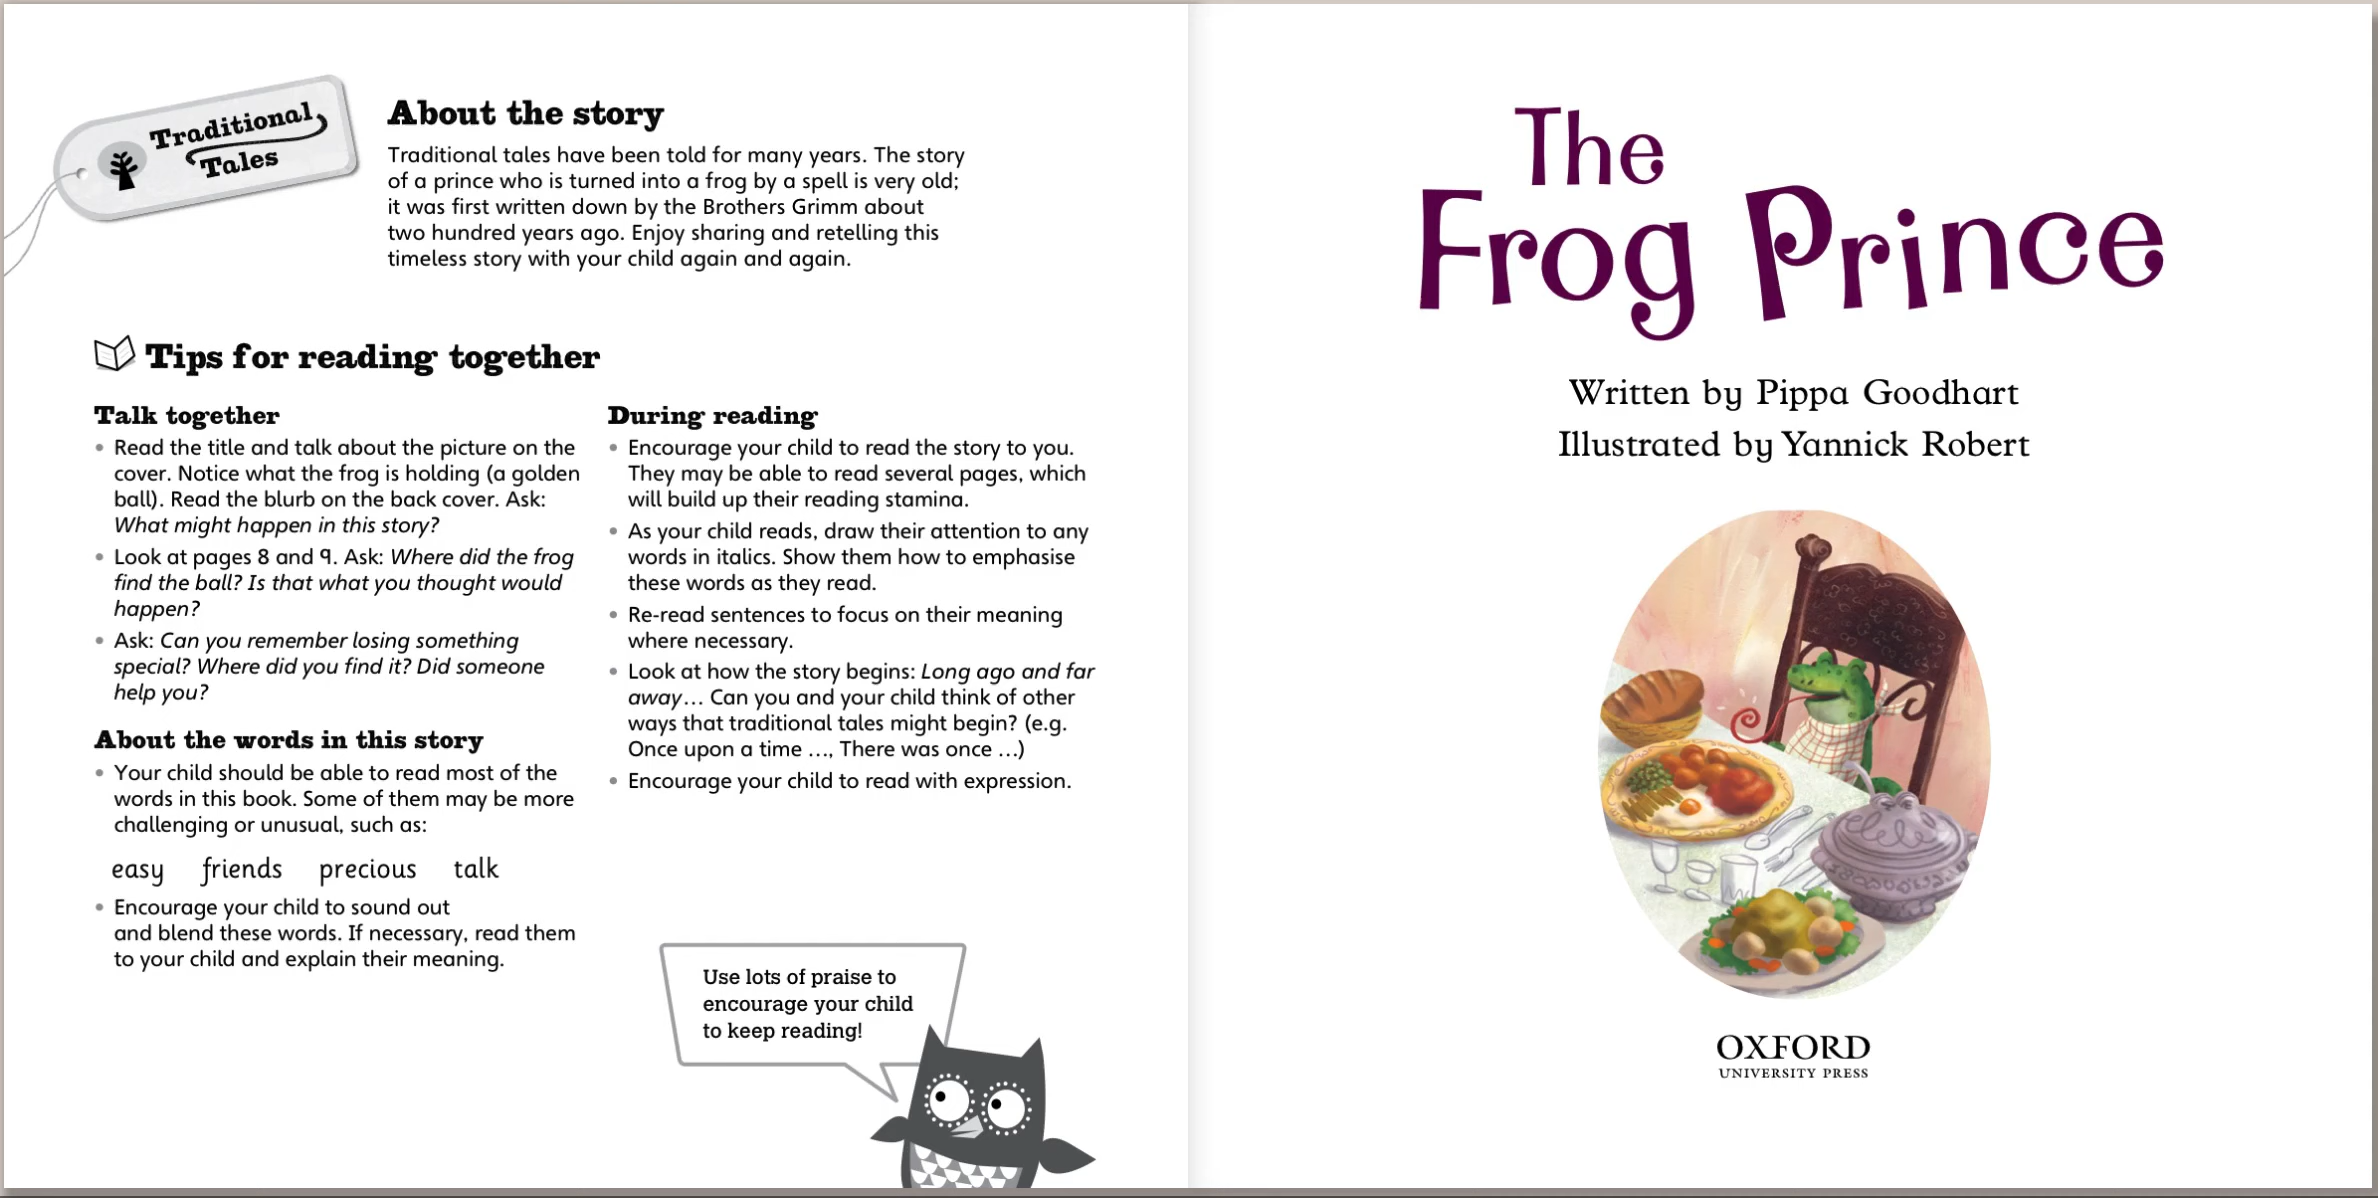 Traditional
Tales
About the story
Traditional tales have been told for many years. The story
of a prince who is turned into a frog by a spell is very old;
it was first written down by the Brothers Grimm about
two hundred years ago. Enjoy sharing and retelling this
timeless story with your child again and again.
Tips for reading together
Talk together
• Read the title and talk about the picture on the
cover. Notice what the frog is holding (a golden
ball). Read the blurb on the back cover. Ask:
What might happen in this story?
• Look at pages 8 and 9. Ask: Where did the frog
find the ball? Is that what you thought would
happen?
• Ask: Can you remember losing something
special? Where did you find it? Did someone
help you?
About the words in this story
• Your child should be able to read most of the
words in this book. Some of them may be more
challenging or unusual, such as:
easy friends precious talk
• Encourage your child to sound out
and blend these words. If necessary, read them
to your child and explain their meaning.
During reading
• Encourage your child to read the story to you.
They may be able to read several pages, which
will build up their reading stamina.
• As your child reads, draw their attention to any
words in italics. Show them how to emphasise
these words as they read.
• Re-read sentences to focus on their meaning
where necessary.
• Look at how the story begins: Long ago and far
away... Can you and your child think of other
ways that traditional tales might begin? (e.g.
Once upon a time ..., There was once ...)
• Encourage your child to read with expression.
Use lots of praise to
encourage your child
to keep reading!
The
Frog Prince
Written by Pippa Goodhart
Illustrated by Yannick Robert
OXFORD
UNIVERSITY PRESS